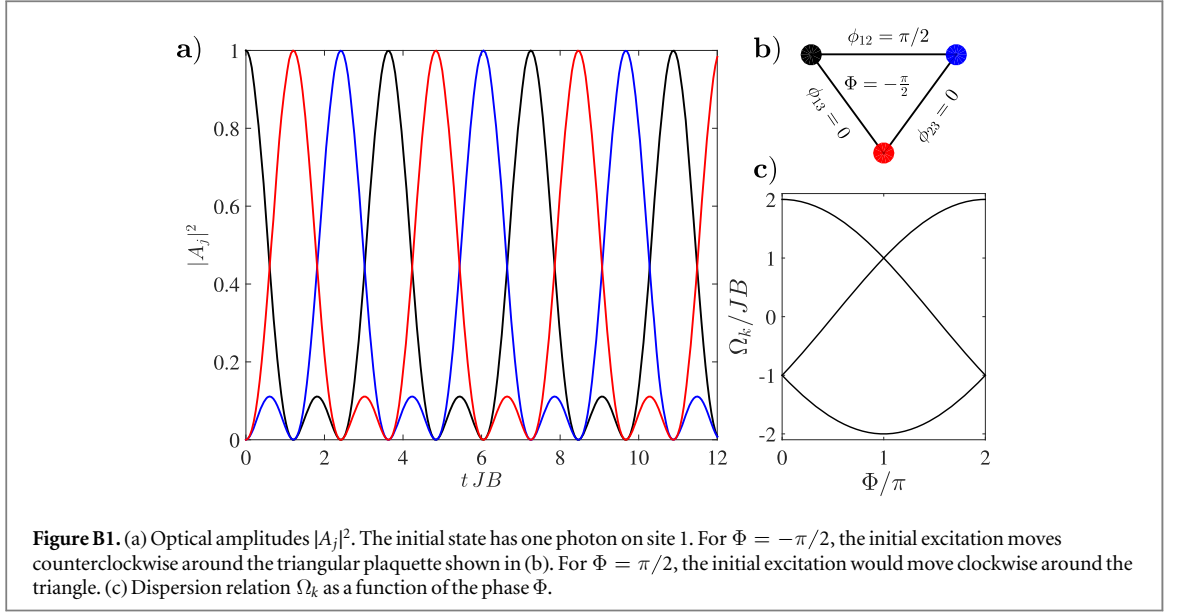 a)
1
0.8
0.6
0.4
0.2
0
|A_j|^2
0 2 4 6 8 10 12
t JB
b)
ϕ_12 = π/2
Φ = −π/2
ϕ_13 = 0
ϕ_23 = 0
c)
2
1
0
-1
-2
Ω_k/JB
0 1 2
Φ/π
Figure B1. (a) Optical amplitudes |A_j|^2. The initial state has one photon on site 1. For Φ = −π/2, the initial excitation moves
counterclockwise around the triangular plaquette shown in (b). For Φ = π/2, the initial excitation would move clockwise around the
triangle. (c) Dispersion relation Ω_k as a function of the phase Φ.